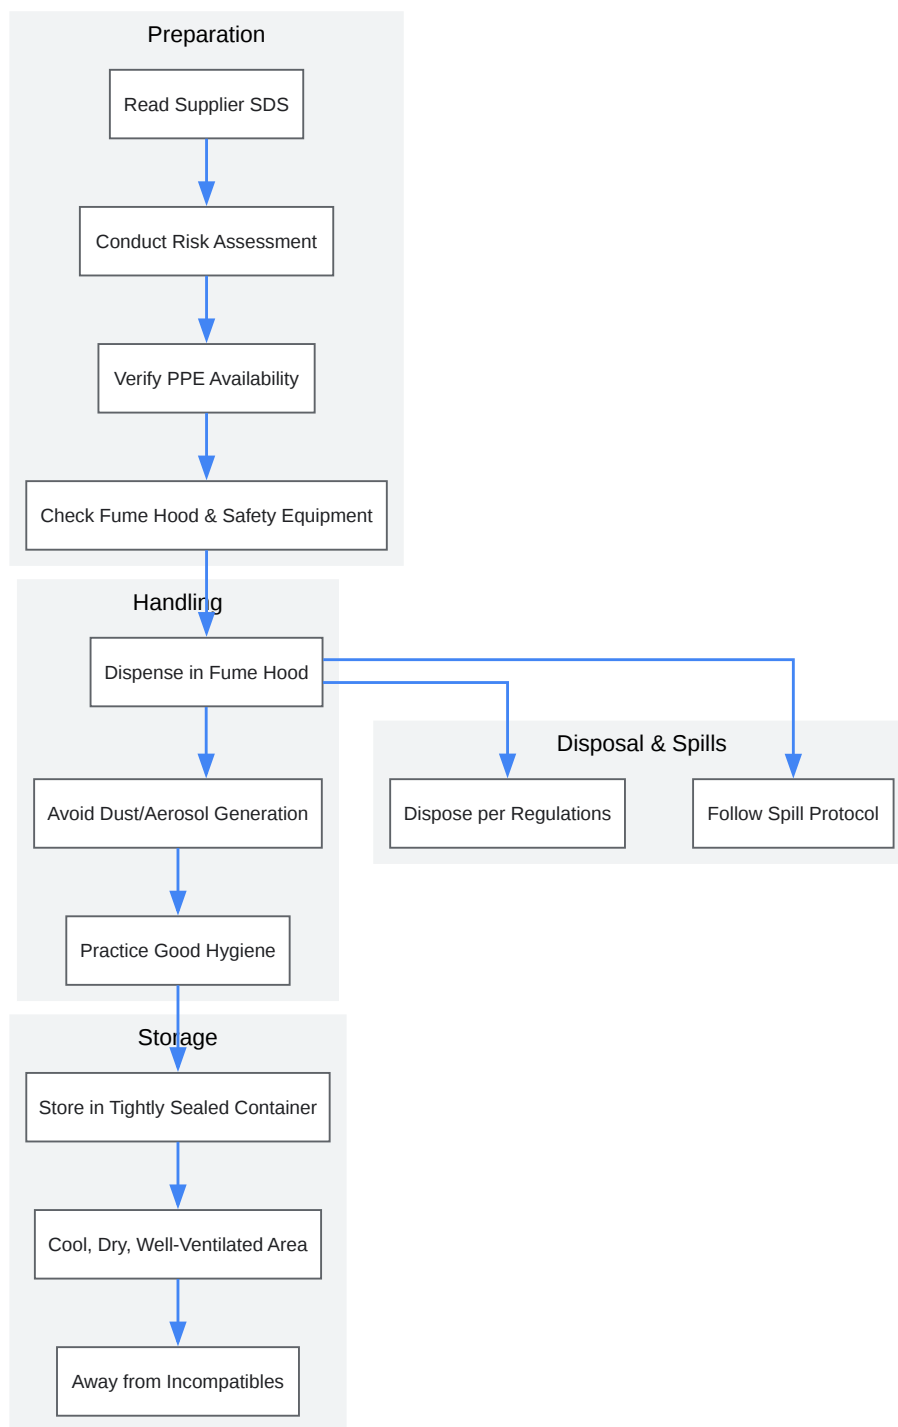 Preparation
Read Supplier SDS
Conduct Risk Assessment
Verify PPE Availability
Check Fume Hood & Safety Equipment
Handling
Dispense in Fume Hood
Disposal & Spills
Avoid Dust/Aerosol Generation
Dispose per Regulations
Follow Spill Protocol
Practice Good Hygiene
Storage
Store in Tightly Sealed Container
Cool, Dry, Well-Ventilated Area
Away from Incompatibles